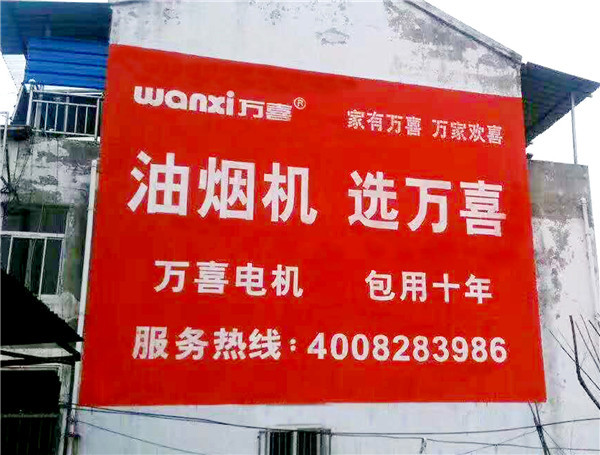 wanxi万喜®
家有万喜 万家欢喜
油烟机 选万喜
万喜电机 包用十年
服务热线：4008283986